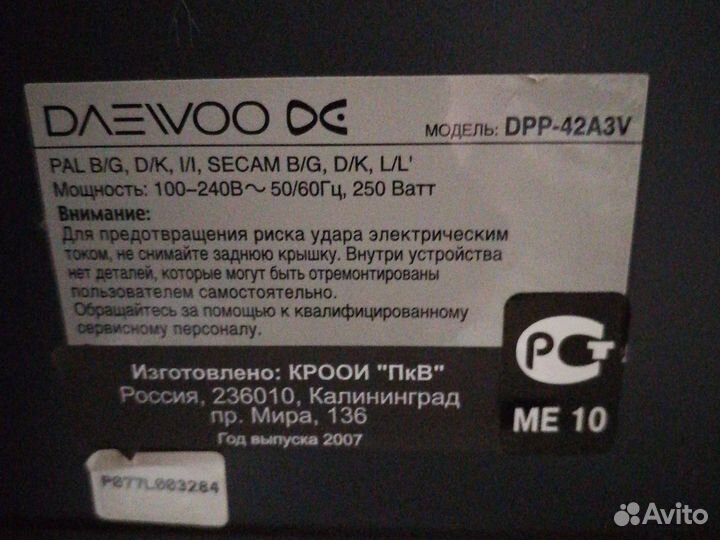 DAEWOO
МОДЕЛЬ: DPP-42A3V
PAL B/G, D/K, I/I, SECAM B/G, D/K, L/L'
Мощность: 100–240В~ 50/60Гц, 250 Ватт
Внимание:
Для предотвращения риска удара электрическим
током, не снимайте заднюю крышку. Внутри устройства
нет деталей, которые могут быть отремонтированы
пользователем самостоятельно.
Обращайтесь за помощью к квалифицированному
сервисному персоналу.
РСТ
МЕ 10
Изготовлено: КРООИ "ПкВ"
Россия, 236010, Калининград
пр. Мира, 136
Год выпуска 2007
P077L003284
Avito